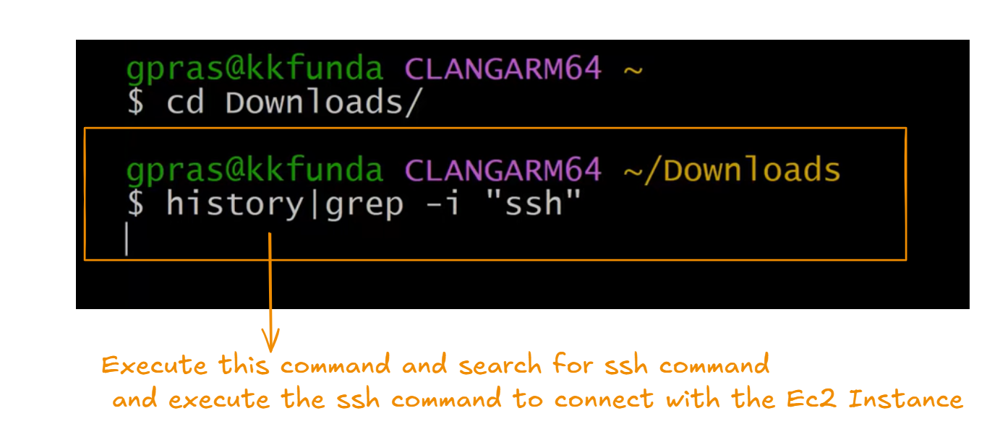 gpras@kkfunda CLANGARM64 ~
$ cd Downloads/
gpras@kkfunda CLANGARM64 ~/Downloads
$ history|grep -i "ssh"
Execute this command and search for ssh command
and execute the ssh command to connect with the Ec2 Instance